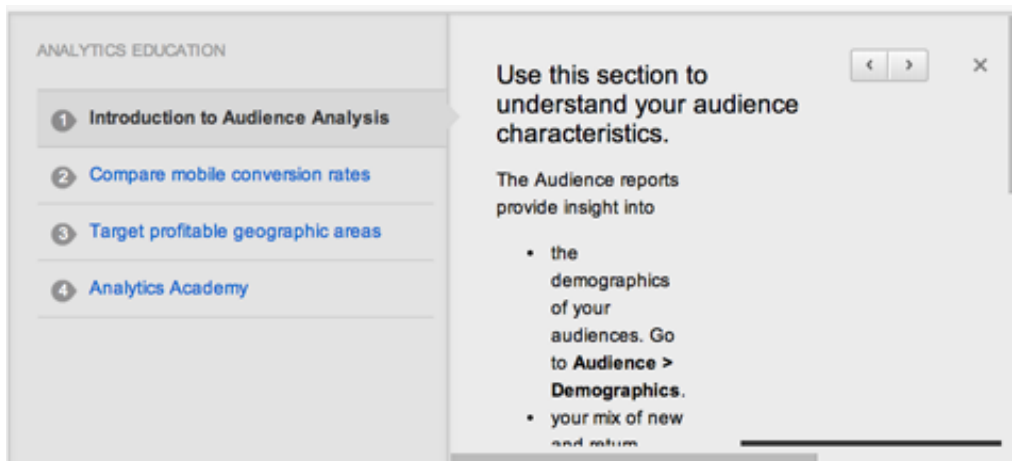 ANALYTICS EDUCATION
1 Introduction to Audience Analysis
2 Compare mobile conversion rates
3 Target profitable geographic areas
4 Analytics Academy
Use this section to
understand your audience
characteristics.
The Audience reports
provide insight into
• the
demographics
of your
audiences. Go
to Audience >
Demographics.
• your mix of new
and return